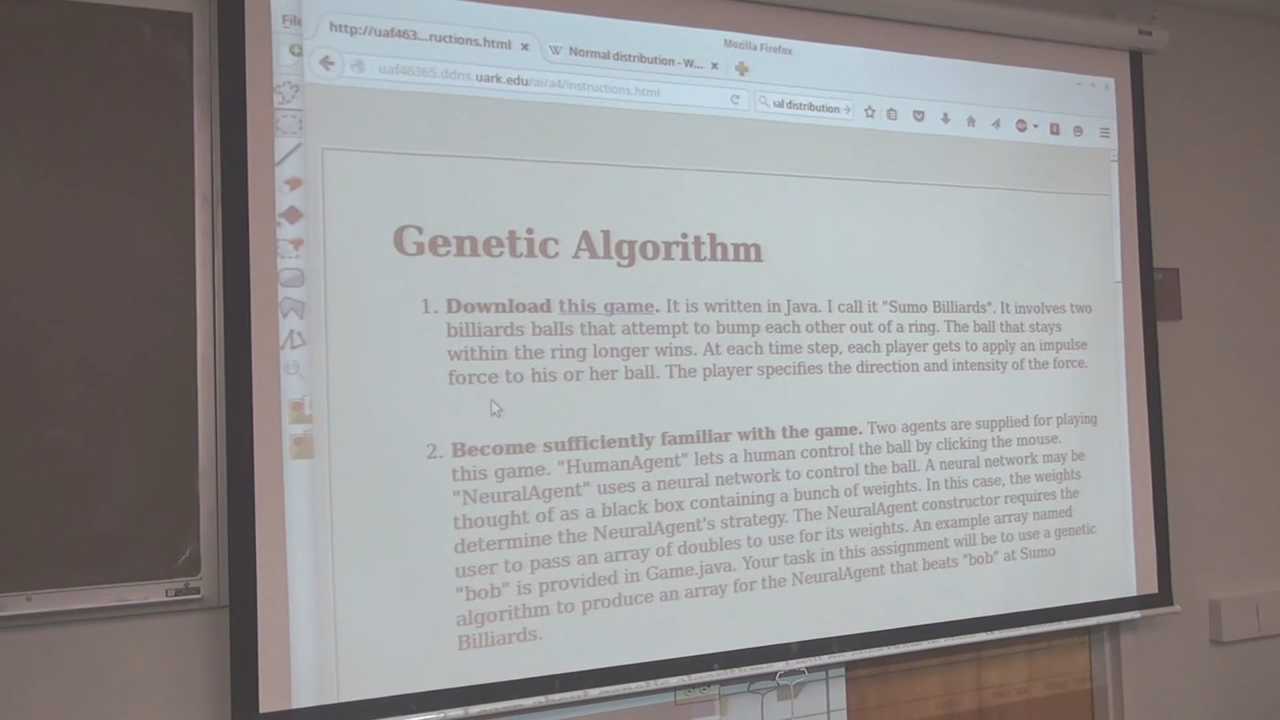 Mozilla Firefox
File
http://uaf463...ructions.html
W Normal distribution - W...
uaf46365.ddns.uark.edu/ai/a4/instructions.html
ual distribution
Genetic Algorithm
1. Download this game. It is written in Java. I call it "Sumo Billiards". It involves two
billiards balls that attempt to bump each other out of a ring. The ball that stays
within the ring longer wins. At each time step, each player gets to apply an impulse
force to his or her ball. The player specifies the direction and intensity of the force.
2. Become sufficiently familiar with the game. Two agents are supplied for playing
this game. "HumanAgent" lets a human control the ball by clicking the mouse.
"NeuralAgent" uses a neural network to control the ball. A neural network may be
thought of as a black box containing a bunch of weights. In this case, the weights
determine the NeuralAgent's strategy. The NeuralAgent constructor requires the
user to pass an array of doubles to use for its weights. An example array named
"bob" is provided in Game.java. Your task in this assignment will be to use a genetic
algorithm to produce an array for the NeuralAgent that beats "bob" at Sumo
Billiards.